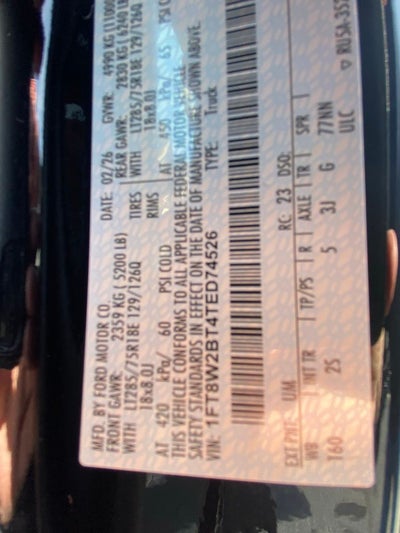 MFD. BY FORD MOTOR CO.
DATE: 02/26 GVWR: 4990 KG (11000
FRONT GAWR: 2359 KG ( 5200 LB) REAR GAWR: 2830 KG ( 6240 LB
WITH LT285/75R18E 129/126Q TIRES WITH LT285/75R18E 129/126Q
18x8.0J RIMS 18x8.0J
AT 420 kPa/ 60 PSI COLD AT 450 kPa/ 65 PSI C
THIS VEHICLE CONFORMS TO ALL APPLICABLE FEDERAL MOTOR VEHICLE
SAFETY STANDARDS IN EFFECT ON THE DATE OF MANUFACTURE SHOWN ABOVE.
VIN: 1FT8W2BT4TED74526 TYPE: Truck
EXT PNT: UM RC: 23 DSO:
WB INT TR TP/PS R AXLE TR SPR
160 2S 5 3J G 77NN
ULC